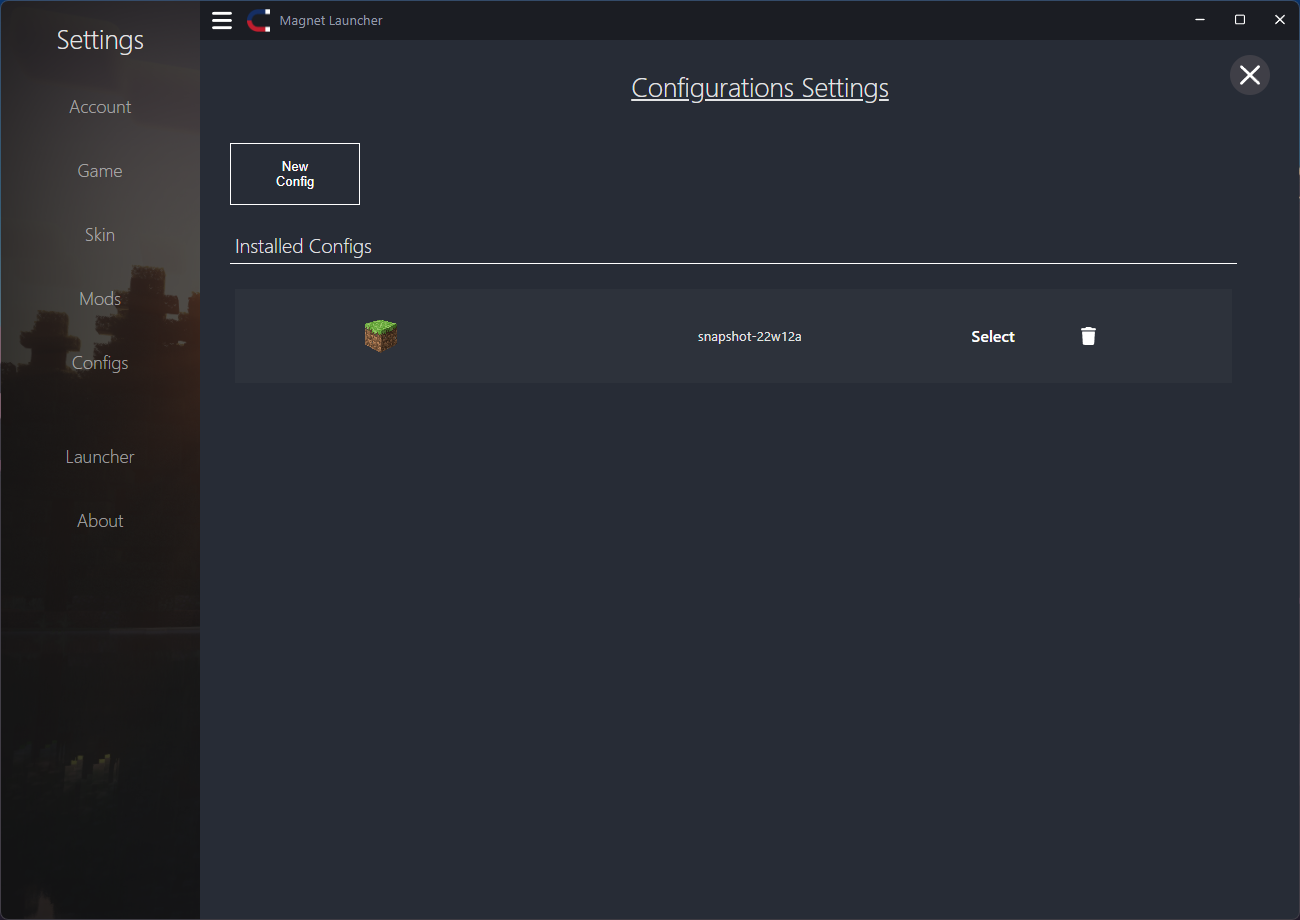 Settings
Account
Game
Skin
Mods
Configs
Launcher
About
Magnet Launcher
Configurations Settings
New
Config
Installed Configs
snapshot-22w12a
Select